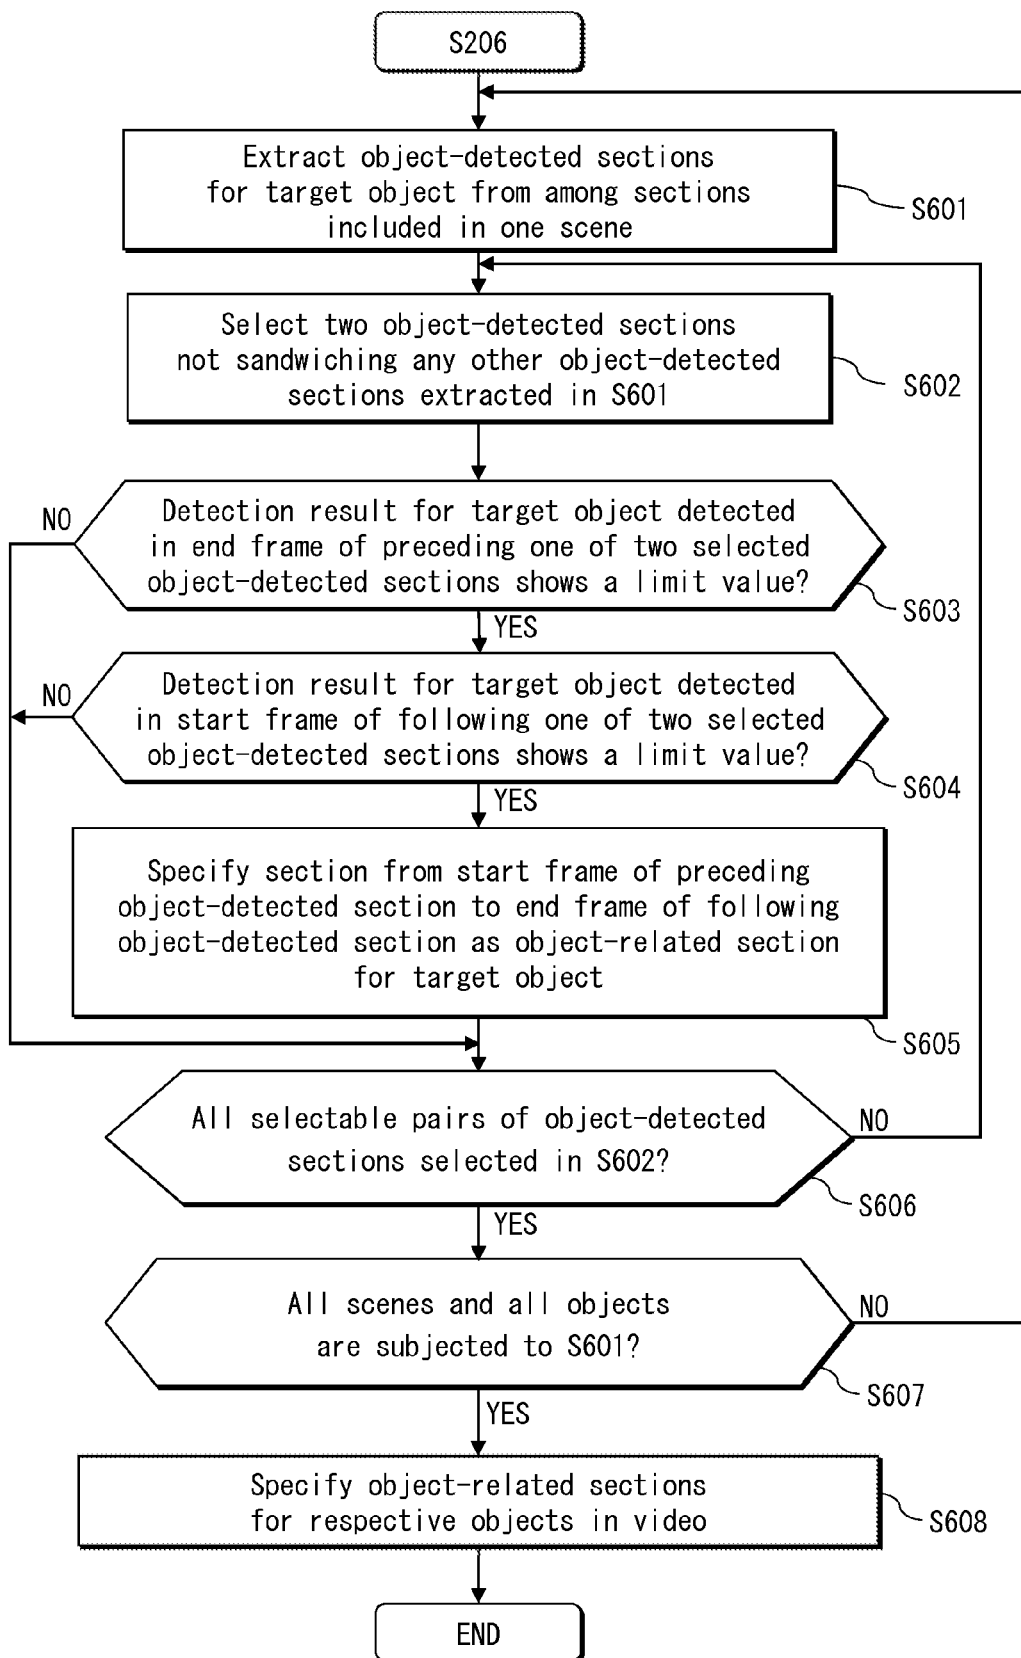 S206
Extract object-detected sections
for target object from among sections
included in one scene
S601
Select two object-detected sections
not sandwiching any other object-detected
sections extracted in S601
S602
NO
Detection result for target object detected
in end frame of preceding one of two selected
object-detected sections shows a limit value?
S603
YES
NO
Detection result for target object detected
in start frame of following one of two selected
object-detected sections shows a limit value?
S604
YES
Specify section from start frame of preceding
object-detected section to end frame of following
object-detected section as object-related section
for target object
S605
All selectable pairs of object-detected
sections selected in S602?
NO
S606
YES
All scenes and all objects
are subjected to S601?
NO
S607
YES
Specify object-related sections
for respective objects in video
S608
END